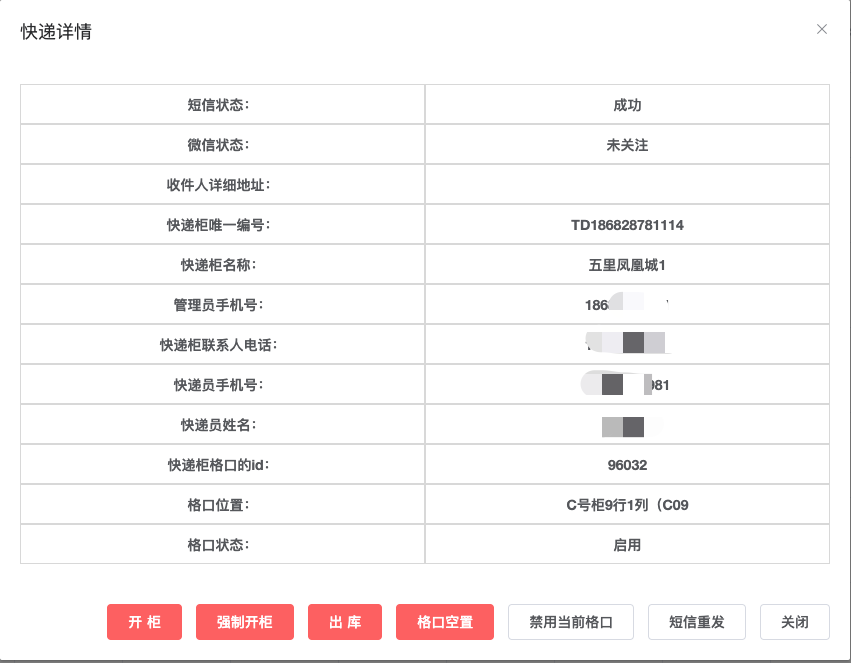 快递详情
短信状态： 成功
微信状态： 未关注
收件人详细地址：
快递柜唯一编号： TD186828781114
快递柜名称： 五里凤凰城1
管理员手机号： 186
快递柜联系人电话：
快递员手机号： 981
快递员姓名：
快递柜格口的id： 96032
格口位置： C号柜9行1列（C09
格口状态： 启用
开 柜 强制开柜 出 库 格口空置 禁用当前格口 短信重发 关闭